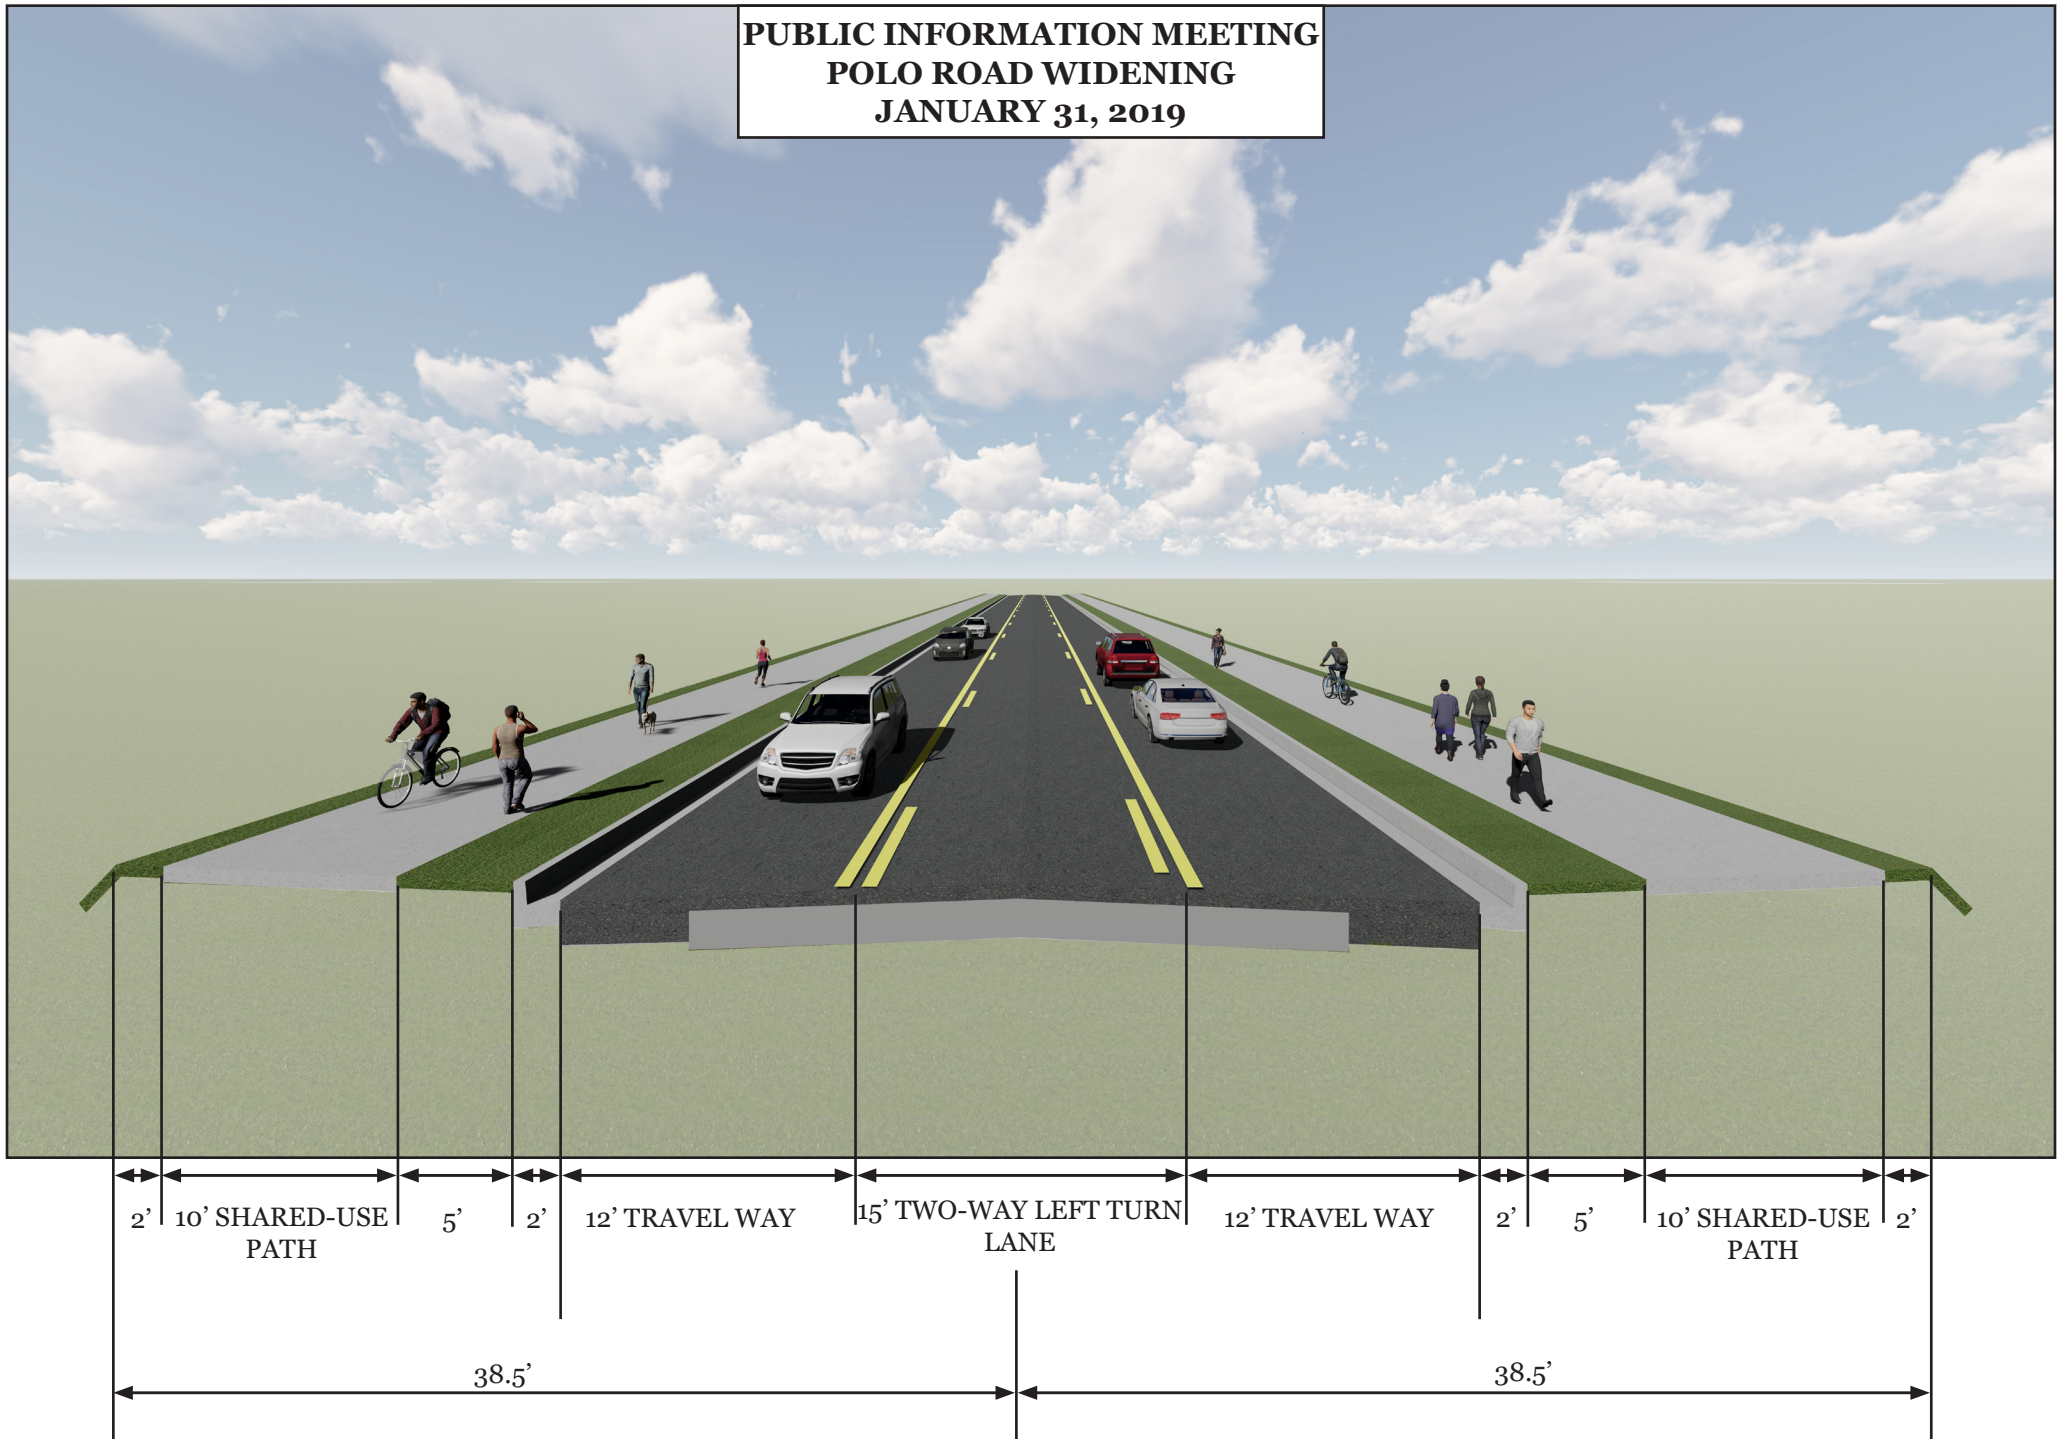 PUBLIC INFORMATION MEETING
POLO ROAD WIDENING
JANUARY 31, 2019
2’ 10’ SHARED-USE PATH 5’ 2’ 12’ TRAVEL WAY 15’ TWO-WAY LEFT TURN LANE 12’ TRAVEL WAY 2’ 5’ 10’ SHARED-USE PATH 2’
38.5’ 38.5’